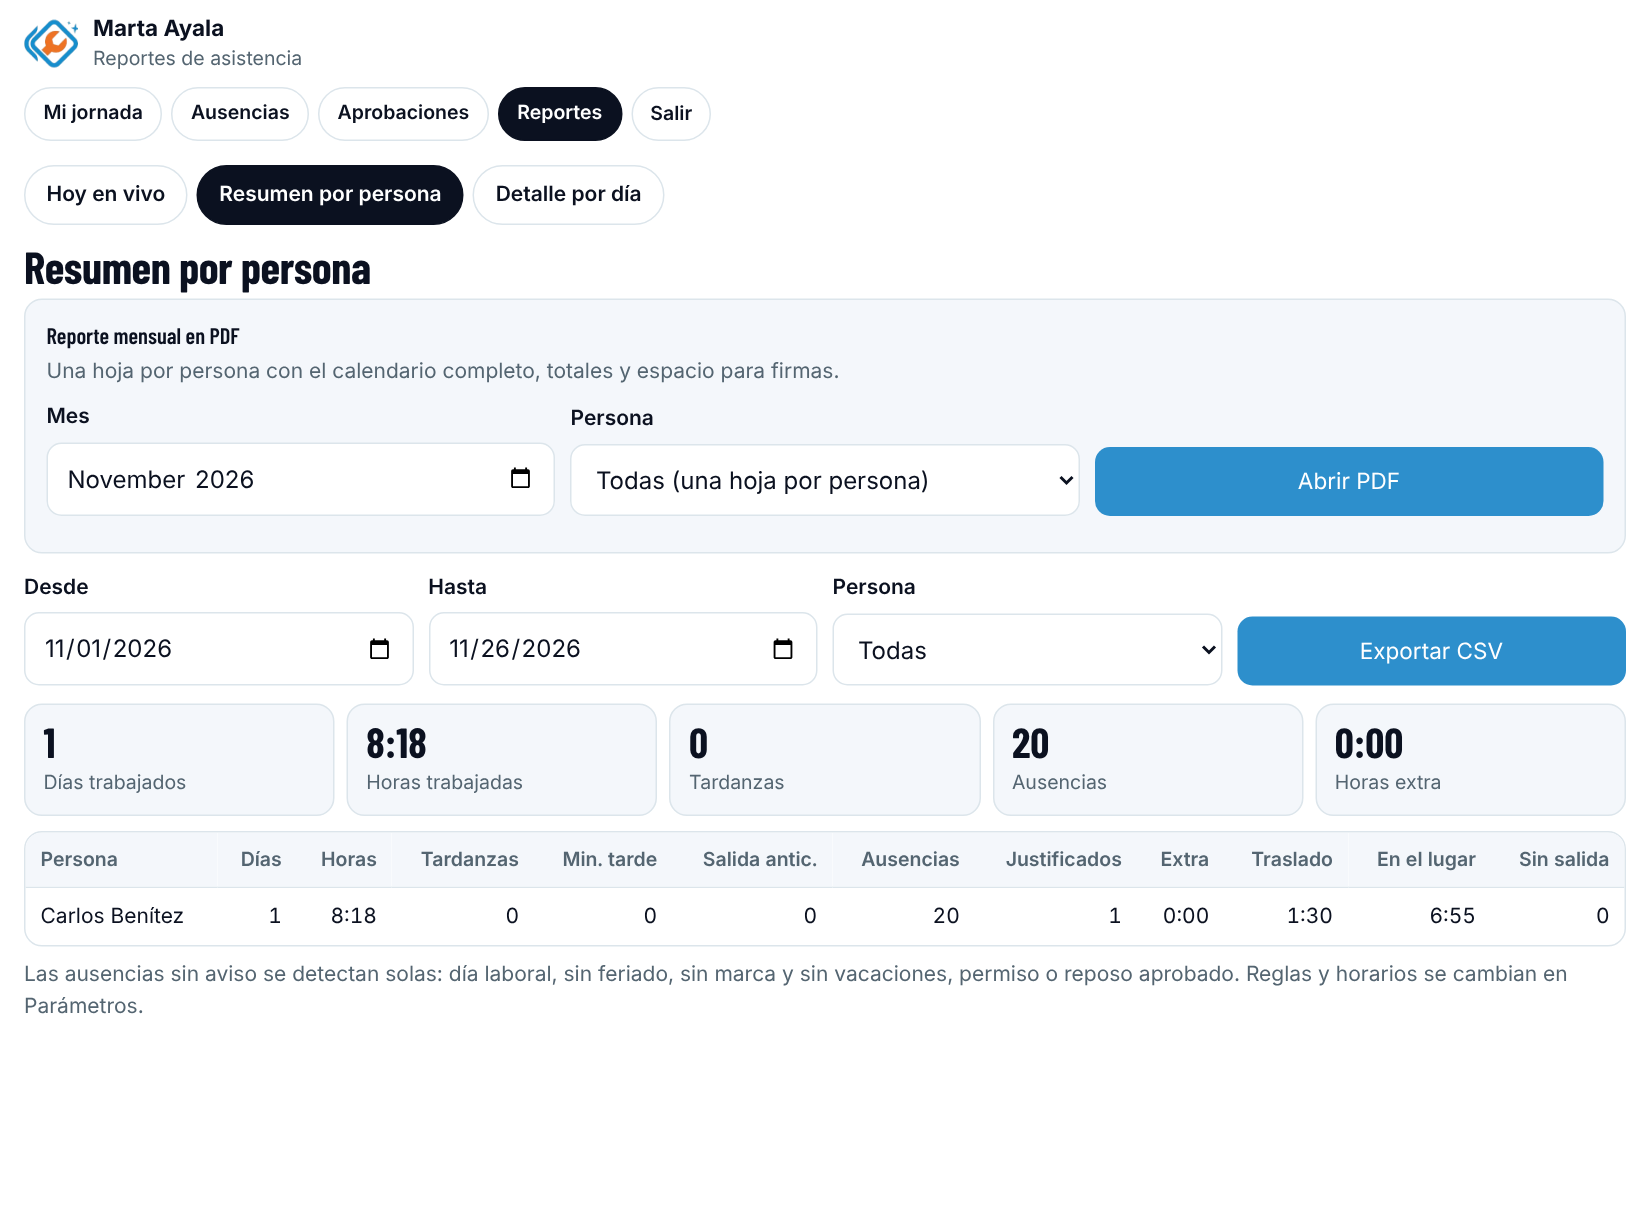 Marta Ayala
Reportes de asistencia
Mi jornada Ausencias Aprobaciones Reportes Salir
Hoy en vivo Resumen por persona Detalle por día
Resumen por persona
Reporte mensual en PDF
Una hoja por persona con el calendario completo, totales y espacio para firmas.
Mes Persona
November 2026 Todas (una hoja por persona) Abrir PDF
Desde Hasta Persona
11/01/2026 11/26/2026 Todas Exportar CSV
1 8:18 0 20 0:00
Días trabajados Horas trabajadas Tardanzas Ausencias Horas extra
Persona Días Horas Tardanzas Min. tarde Salida antic. Ausencias Justificados Extra Traslado En el lugar Sin salida
Carlos Benítez 1 8:18 0 0 0 20 1 0:00 1:30 6:55 0
Las ausencias sin aviso se detectan solas: día laboral, sin feriado, sin marca y sin vacaciones, permiso o reposo aprobado. Reglas y horarios se cambian en
Parámetros.